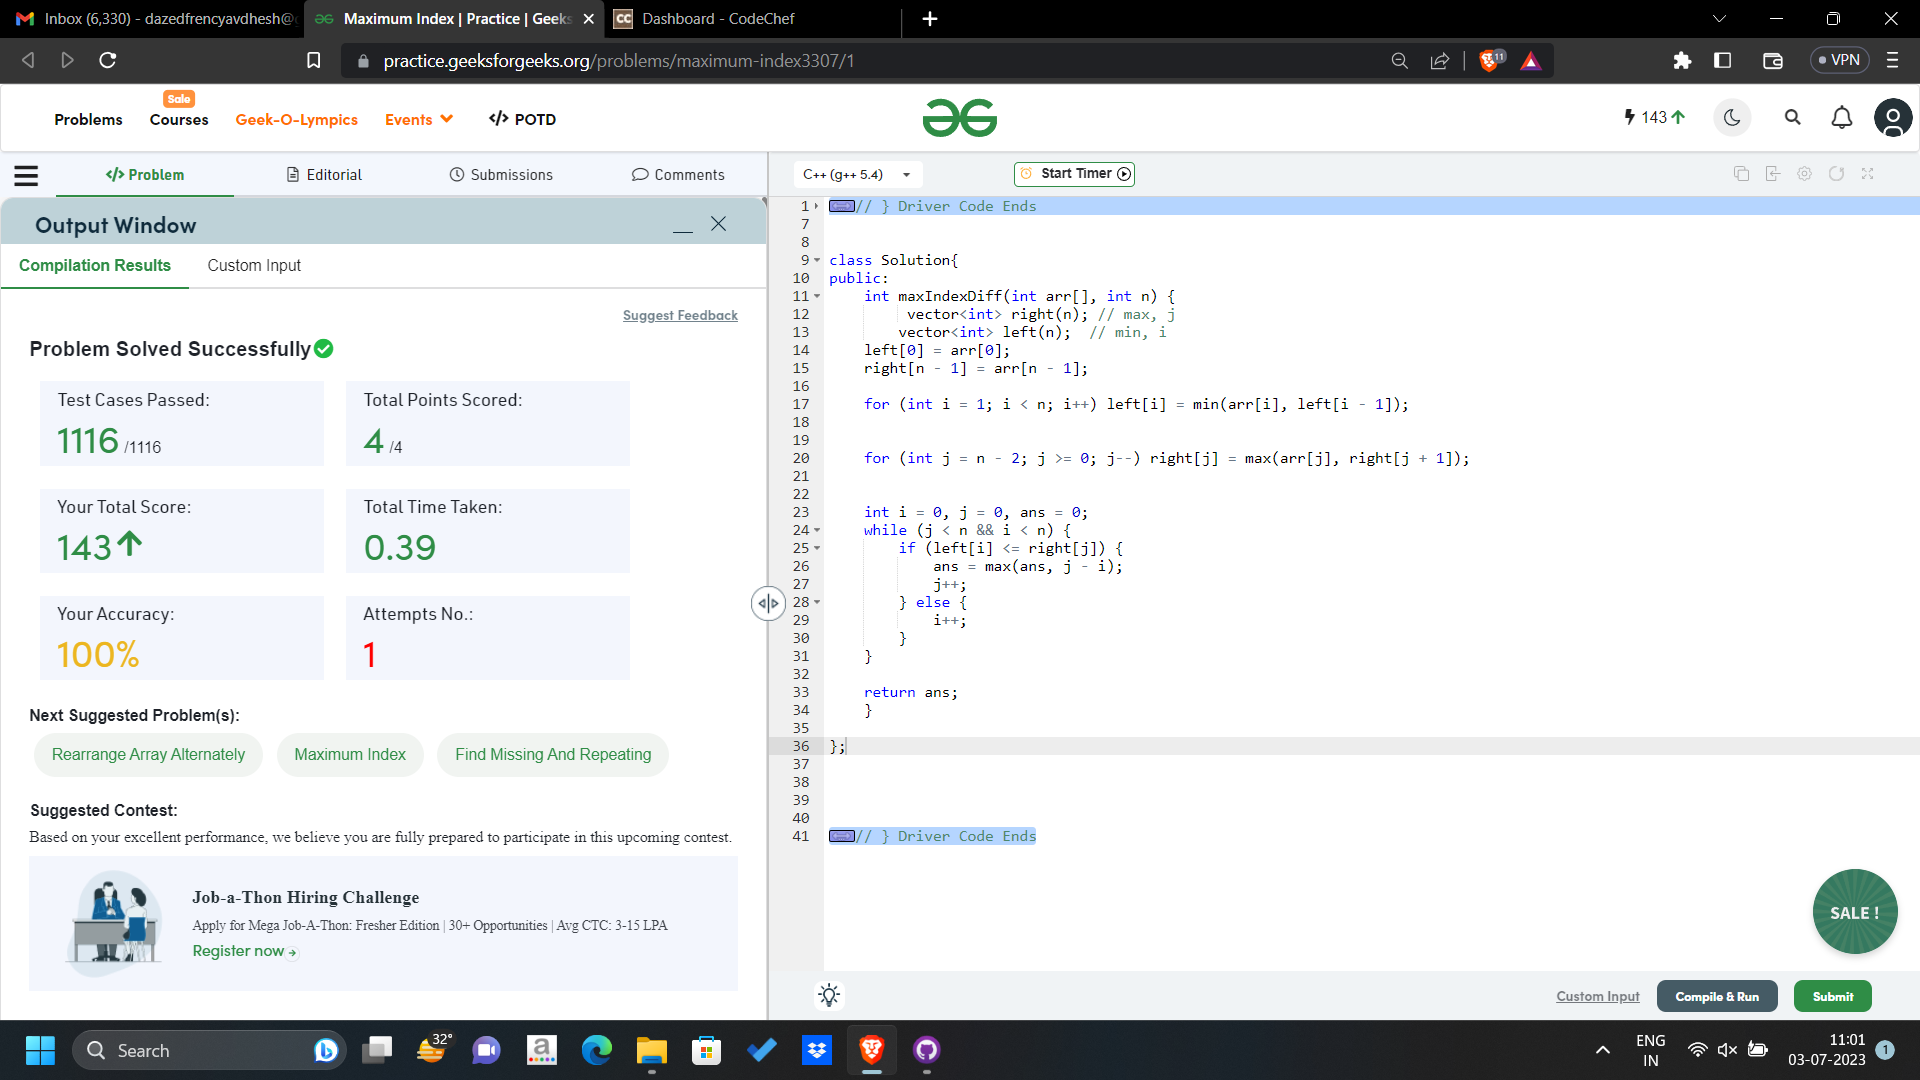 Inbox (6,330) - dazedfrencyavdhesh@
Maximum Index | Practice | Geeks
CC Dashboard - CodeChef
practice.geeksforgeeks.org/problems/maximum-index3307/1
11
VPN
Problems
Sale
Courses
Geek-O-Lympics
Events
</> POTD
143
</> Problem
Editorial
Submissions
Comments
C++ (g++ 5.4)
Start Timer
Output Window
Compilation Results
Custom Input
Suggest Feedback
Problem Solved Successfully
Test Cases Passed:
1116 /1116
Total Points Scored:
4 /4
Your Total Score:
143
Total Time Taken:
0.39
Your Accuracy:
100%
Attempts No.:
1
Next Suggested Problem(s):
Rearrange Array Alternately
Maximum Index
Find Missing And Repeating
Suggested Contest:
Based on your excellent performance, we believe you are fully prepared to participate in this upcoming contest.
Job-a-Thon Hiring Challenge
Apply for Mega Job-A-Thon: Fresher Edition | 30+ Opportunities | Avg CTC: 3-15 LPA
Register now
1 // } Driver Code Ends
7
8
9 class Solution{
10 public:
11 int maxIndexDiff(int arr[], int n) {
12 vector<int> right(n); // max, j
13 vector<int> left(n);  // min, i
14 left[0] = arr[0];
15 right[n - 1] = arr[n - 1];
16
17 for (int i = 1; i < n; i++) left[i] = min(arr[i], left[i - 1]);
18
19
20 for (int j = n - 2; j >= 0; j--) right[j] = max(arr[j], right[j + 1]);
21
22
23 int i = 0, j = 0, ans = 0;
24 while (j < n && i < n) {
25 if (left[i] <= right[j]) {
26 ans = max(ans, j - i);
27 j++;
28 } else {
29 i++;
30 }
31 }
32
33 return ans;
34 }
35
36 };
37
38
39
40
41 // } Driver Code Ends
SALE !
Custom Input
Compile & Run
Submit
Search
32°
ENG
IN
11:01
03-07-2023
1